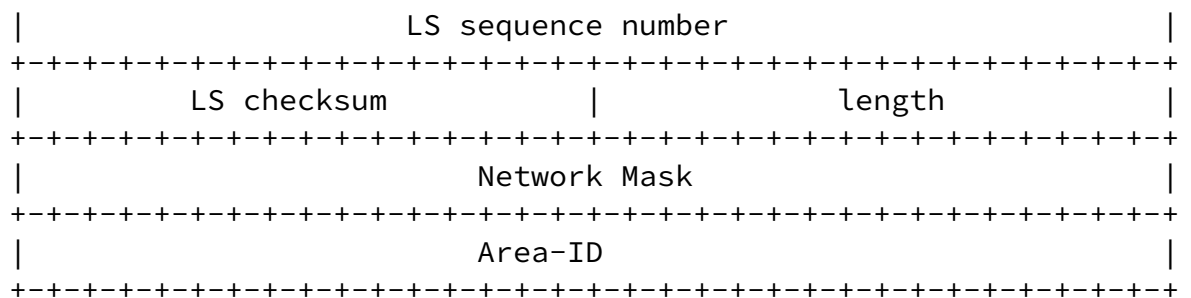 |                     LS sequence number                        |
+-+-+-+-+-+-+-+-+-+-+-+-+-+-+-+-+-+-+-+-+-+-+-+-+-+-+-+-+-+-+-+-+
|         LS checksum           |             length            |
+-+-+-+-+-+-+-+-+-+-+-+-+-+-+-+-+-+-+-+-+-+-+-+-+-+-+-+-+-+-+-+-+
|                         Network Mask                          |
+-+-+-+-+-+-+-+-+-+-+-+-+-+-+-+-+-+-+-+-+-+-+-+-+-+-+-+-+-+-+-+-+
|                         Area-ID                               |
+-+-+-+-+-+-+-+-+-+-+-+-+-+-+-+-+-+-+-+-+-+-+-+-+-+-+-+-+-+-+-+-+